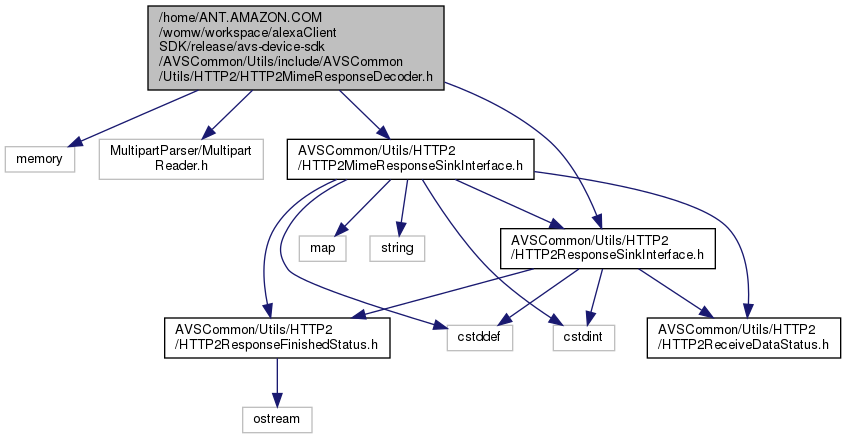 /home/ANT.AMAZON.COM
/womw/workspace/alexaClient
SDK/release/avs-device-sdk
/AVSCommon/Utils/include/AVSCommon
/Utils/HTTP2/HTTP2MimeResponseDecoder.h
memory
MultipartParser/Multipart
Reader.h
AVSCommon/Utils/HTTP2
/HTTP2MimeResponseSinkInterface.h
map
string
AVSCommon/Utils/HTTP2
/HTTP2ResponseSinkInterface.h
AVSCommon/Utils/HTTP2
/HTTP2ResponseFinishedStatus.h
cstddef
cstdint
AVSCommon/Utils/HTTP2
/HTTP2ReceiveDataStatus.h
ostream